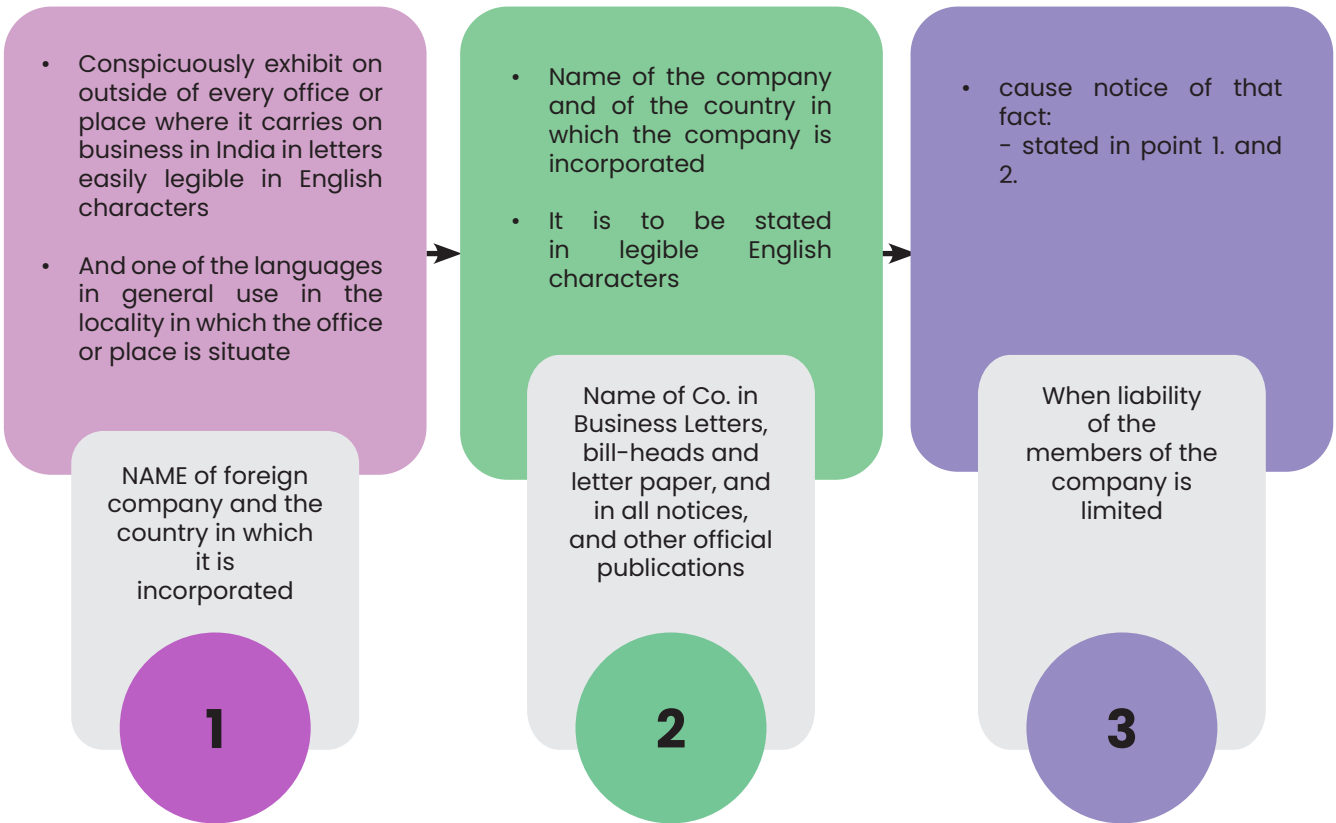 • Conspicuously exhibit on
outside of every office or
place where it carries on
business in India in letters
easily legible in English
characters
• And one of the languages
in general use in the
locality in which the office
or place is situate
NAME of foreign
company and the
country in which
it is
incorporated
1
• Name of the company
and of the country in
which the company is
incorporated
• It is to be stated
in legible English
characters
Name of Co. in
Business Letters,
bill-heads and
letter paper, and
in all notices,
and other official
publications
2
• cause notice of that
fact:
- stated in point 1. and
2.
When liability
of the
members of the
company is
limited
3